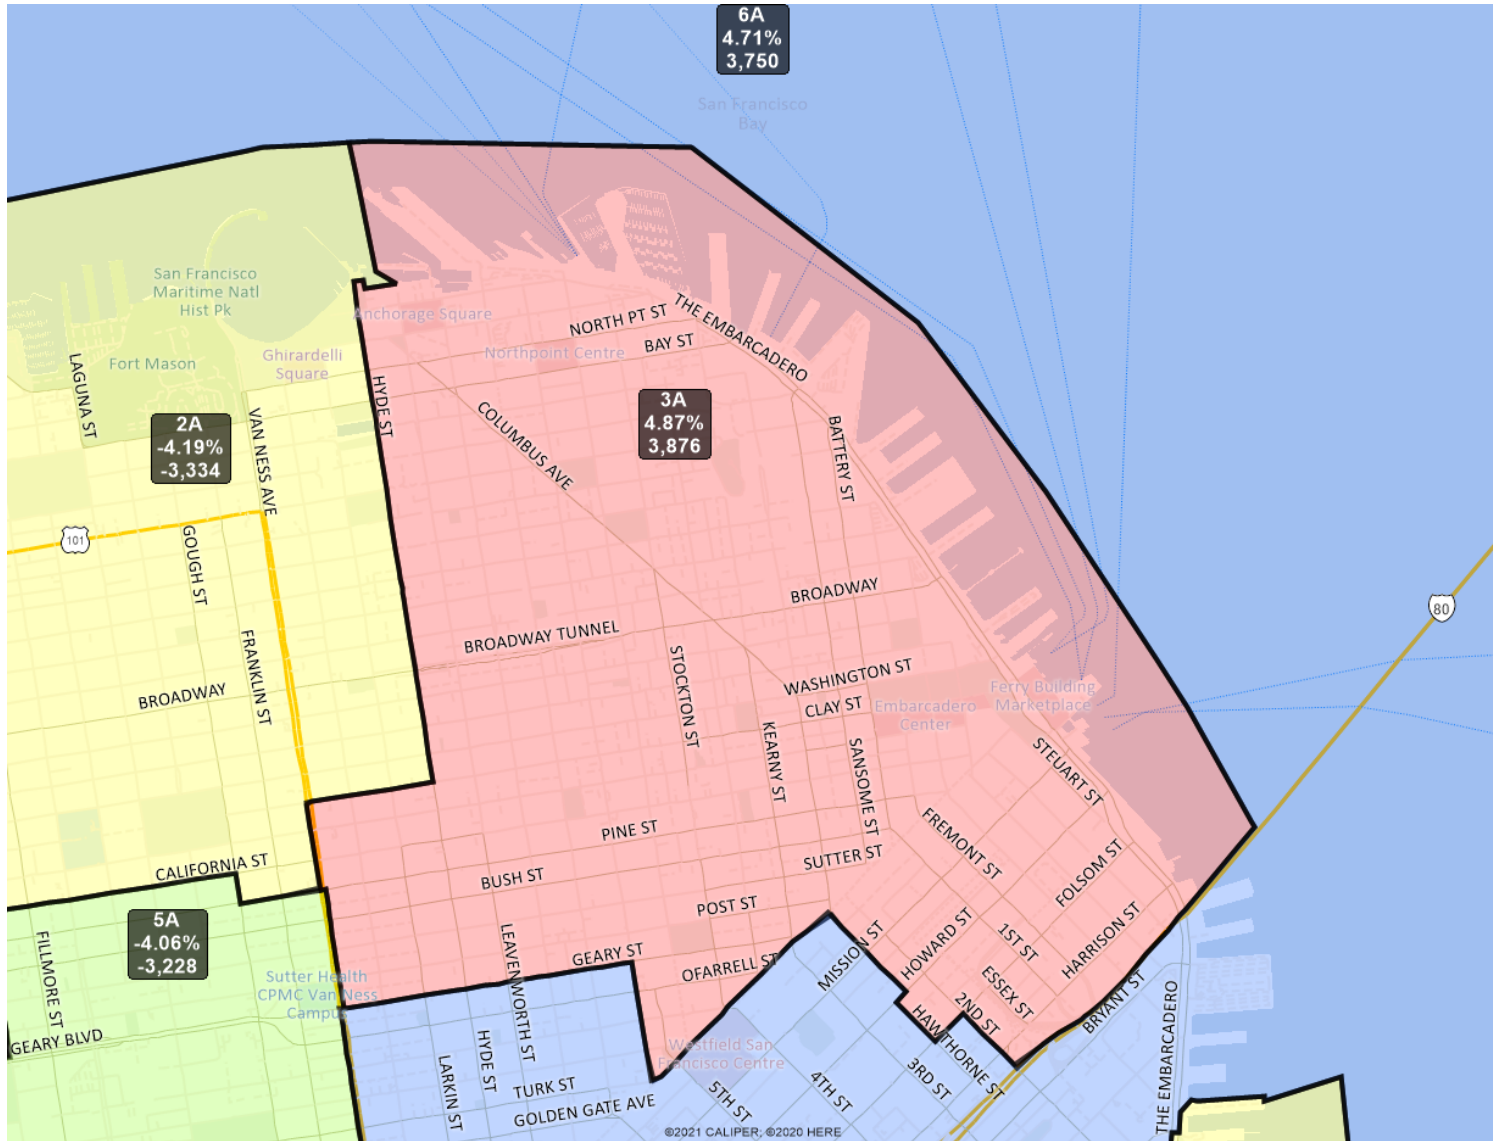 6A
4.71%
3,750
San Francisco
Bay
San Francisco
Maritime Natl
Hist Pk
Anchorage Square
NORTH PT ST
THE EMBARCADERO
Fort Mason
Ghirardelli
Square
Northpoint Centre
BAY ST
LAGUNA ST
HYDE ST
3A
4.87%
3,876
2A
-4.19%
-3,334
VAN NESS AVE
COLUMBUS AVE
BATTERY ST
101
GOUGH ST
BROADWAY
80
BROADWAY TUNNEL
FRANKLIN ST
STOCKTON ST
WASHINGTON ST
BROADWAY
CLAY ST
Embarcadero
Center
Ferry Building
Marketplace
KEARNY ST
SANSOME ST
STEUART ST
PINE ST
FREMONT ST
SUTTER ST
FOLSOM ST
CALIFORNIA ST
BUSH ST
POST ST
5A
-4.06%
-3,228
FILLMORE ST
LEAVENWORTH ST
GEARY ST
OFARRELL ST
MISSION ST
HOWARD ST
1ST ST
HARRISON ST
Sutter Health
CPMC Van Ness
Campus
ESSEX ST
2ND ST
BRYANT ST
GEARY BLVD
HAWTHORNE ST
THE EMBARCADERO
Westfield San
Francisco Centre
LARKIN ST
HYDE ST
TURK ST
GOLDEN GATE AVE
5TH ST
4TH ST
3RD ST
©2021 CALIPER; ©2020 HERE